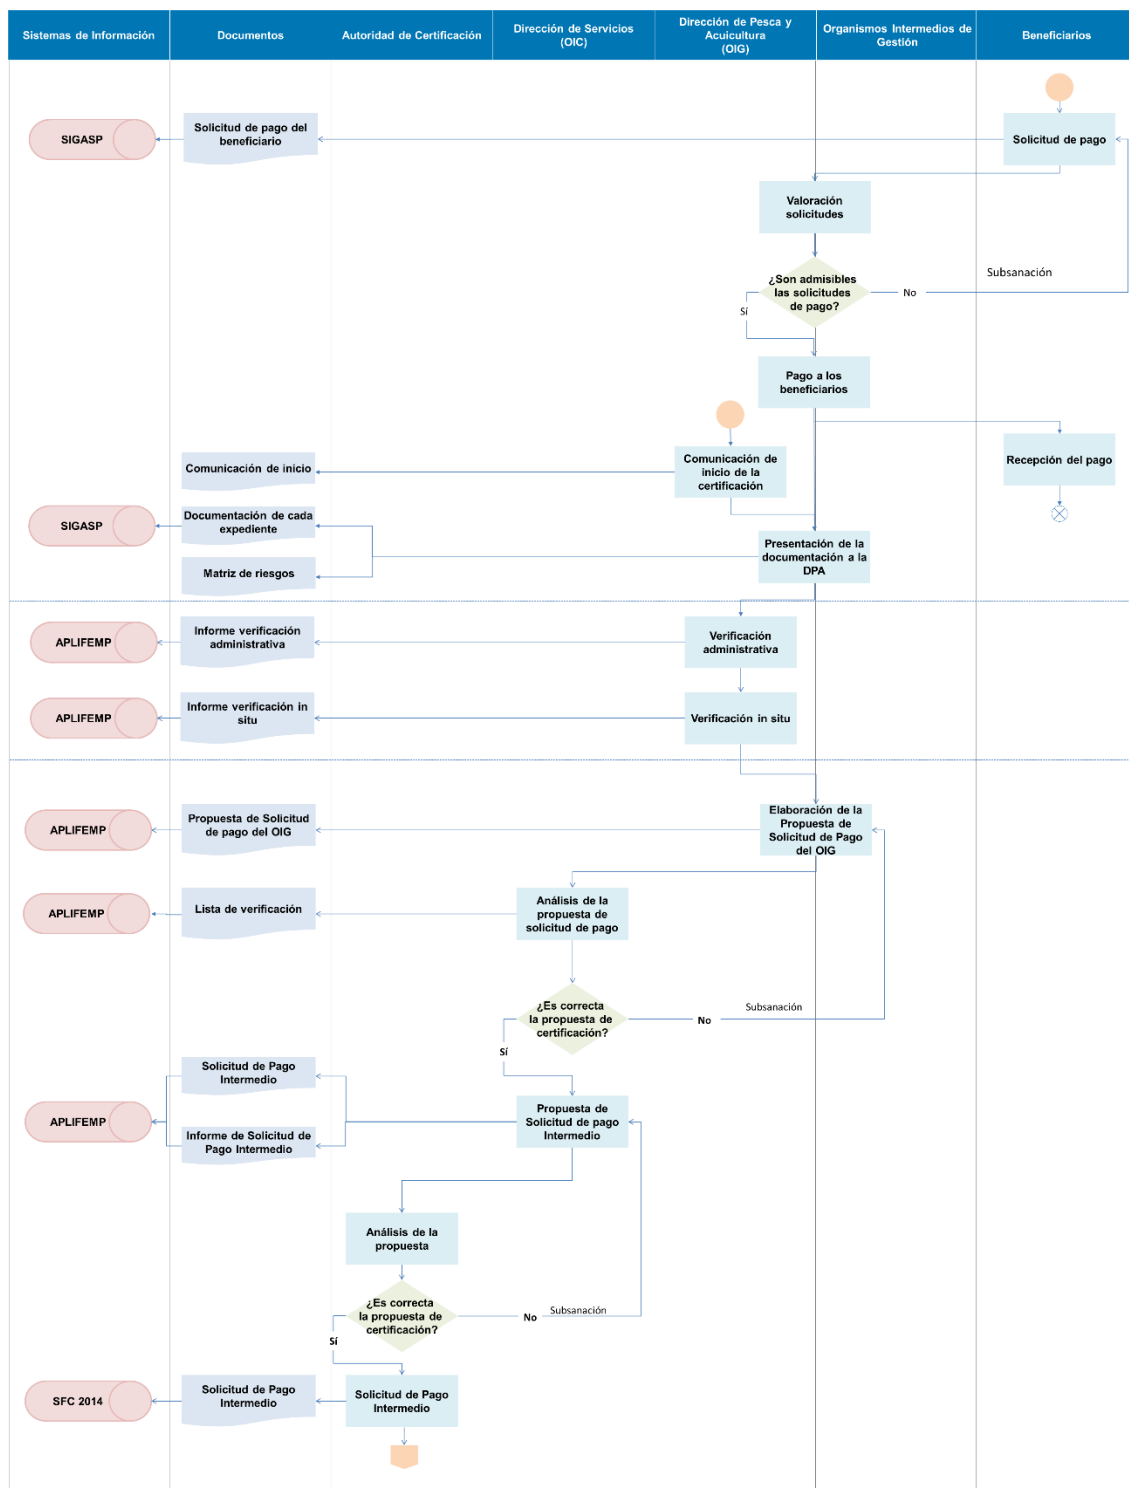 Sistemas de Información
Documentos
Autoridad de Certificación
Dirección de Servicios
(OIC)
Dirección de Pesca y
Acuicultura
(OIG)
Organismos Intermedios de
Gestión
Beneficiarios
SIGASP
Solicitud de pago del
beneficiario
Solicitud de pago
Valoración
solicitudes
¿Son admisibles
las solicitudes
de pago?
No
Subsanación
Sí
Pago a los
beneficiarios
Comunicación de inicio
Comunicación de
inicio de la
certificación
Recepción del pago
SIGASP
Documentación de cada
expediente
Matriz de riesgos
Presentación de la
documentación a la
DPA
APLIFEMP
Informe verificación
administrativa
Verificación
administrativa
APLIFEMP
Informe verificación in
situ
Verificación in situ
APLIFEMP
Propuesta de Solicitud
de pago del OIG
Elaboración de la
Propuesta de
Solicitud de Pago
del OIG
APLIFEMP
Lista de verificación
Análisis de la
propuesta de
solicitud de pago
¿Es correcta
la propuesta de
certificación?
No
Subsanación
Sí
Solicitud de Pago
Intermedio
APLIFEMP
Informe de Solicitud de
Pago Intermedio
Propuesta de
Solicitud de pago
Intermedio
Análisis de la
propuesta
¿Es correcta
la propuesta de
certificación?
No
Subsanación
Sí
SFC 2014
Solicitud de Pago
Intermedio
Solicitud de Pago
Intermedio